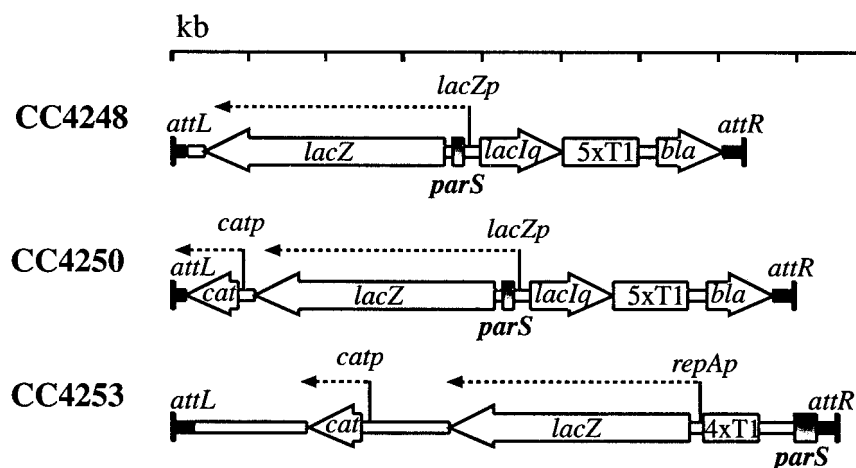 kb
lacZp
CC4248
attL
attR
lacZ
lacIq
5xT1
bla
parS
catp
lacZp
CC4250
attL
attR
cat
lacZ
lacIq
5xT1
bla
parS
catp
repAp
CC4253
attL
attR
cat
lacZ
4xT1
parS